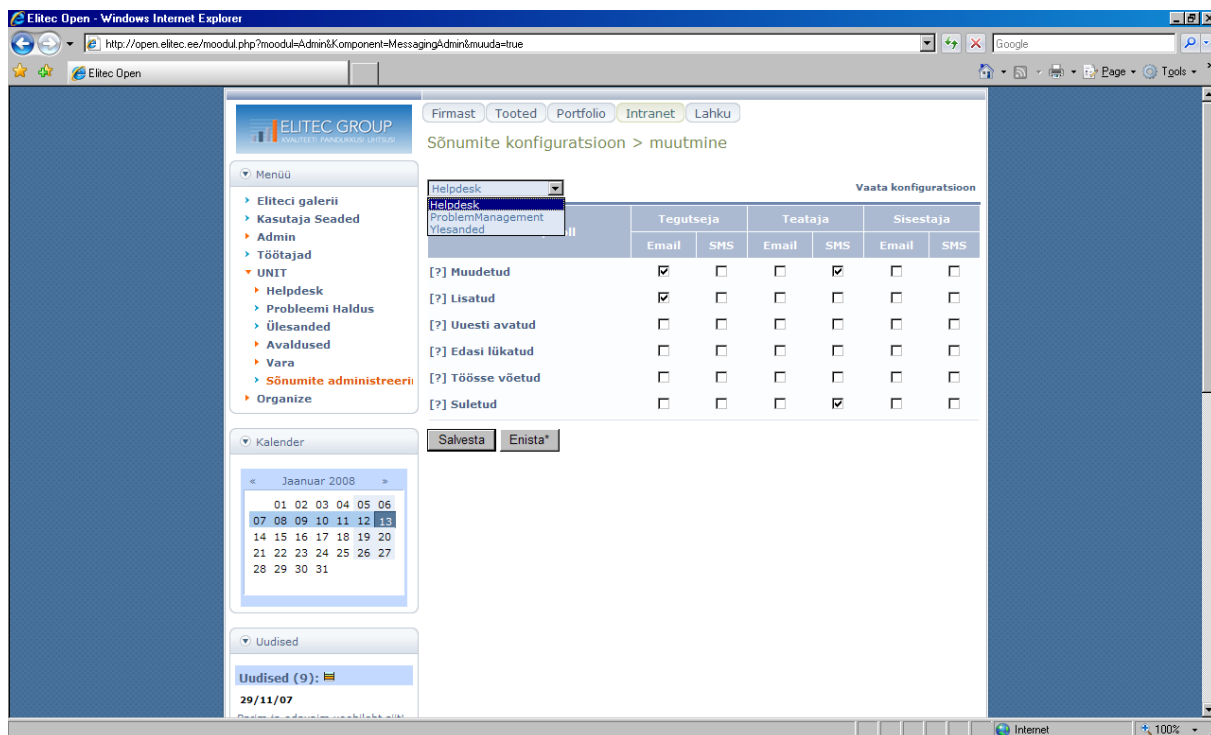 Elitec Open - Windows Internet Explorer
http://open.elitec.ee/moodul.php?moodul=Admin&Komponent=MessagingAdmin&muuda=true
Google
Elitec Open
Page
Tools
ELITEC GROUP
Firmast Tooted Portfolio Intranet Lahku
Sõnumite konfiguratsioon > muutmine
Menüü
Eliteci galerii
Kasutaja Seaded
Admin
Töötajad
UNIT
Helpdesk
Probleemi Haldus
Ülesanded
Avaldused
Vara
Sõnumite administreeri
Organize
Helpdesk
Vaata konfiguratsioon
Helpdesk
ProblemManagement
Ylesanded
Tegutseja Teataja Sisestaja
Email SMS Email SMS Email SMS
[?] Muudetud
[?] Lisatud
[?] Uuesti avatud
[?] Edasi lükatud
[?] Töösse võetud
[?] Suletud
Salvesta Enista*
Kalender
« Jaanuar 2008 »
01 02 03 04 05 06
07 08 09 10 11 12 13
14 15 16 17 18 19 20
21 22 23 24 25 26 27
28 29 30 31
Uudised
Uudised (9):
29/11/07
Internet
100%